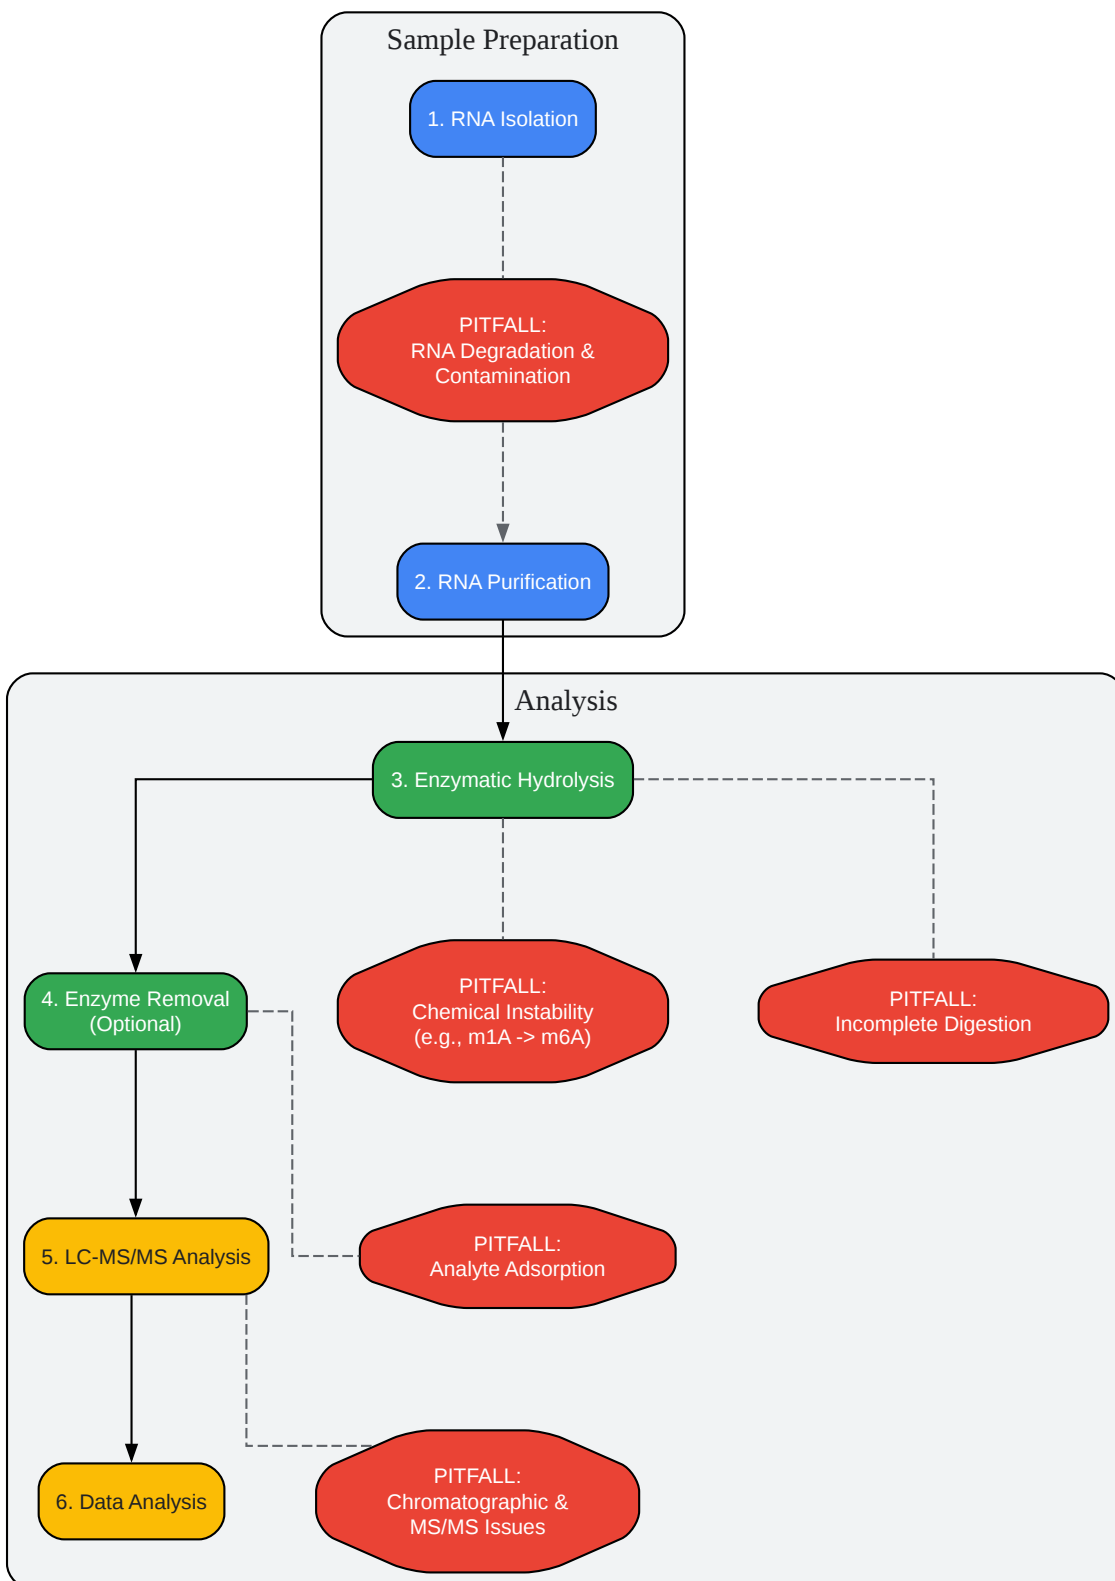 Sample Preparation
1. RNA Isolation
PITFALL:
RNA Degradation &
Contamination
2. RNA Purification
Analysis
3. Enzymatic Hydrolysis
4. Enzyme Removal
(Optional)
PITFALL:
Chemical Instability
(e.g., m1A -> m6A)
PITFALL:
Incomplete Digestion
5. LC-MS/MS Analysis
PITFALL:
Analyte Adsorption
6. Data Analysis
PITFALL:
Chromatographic &
MS/MS Issues